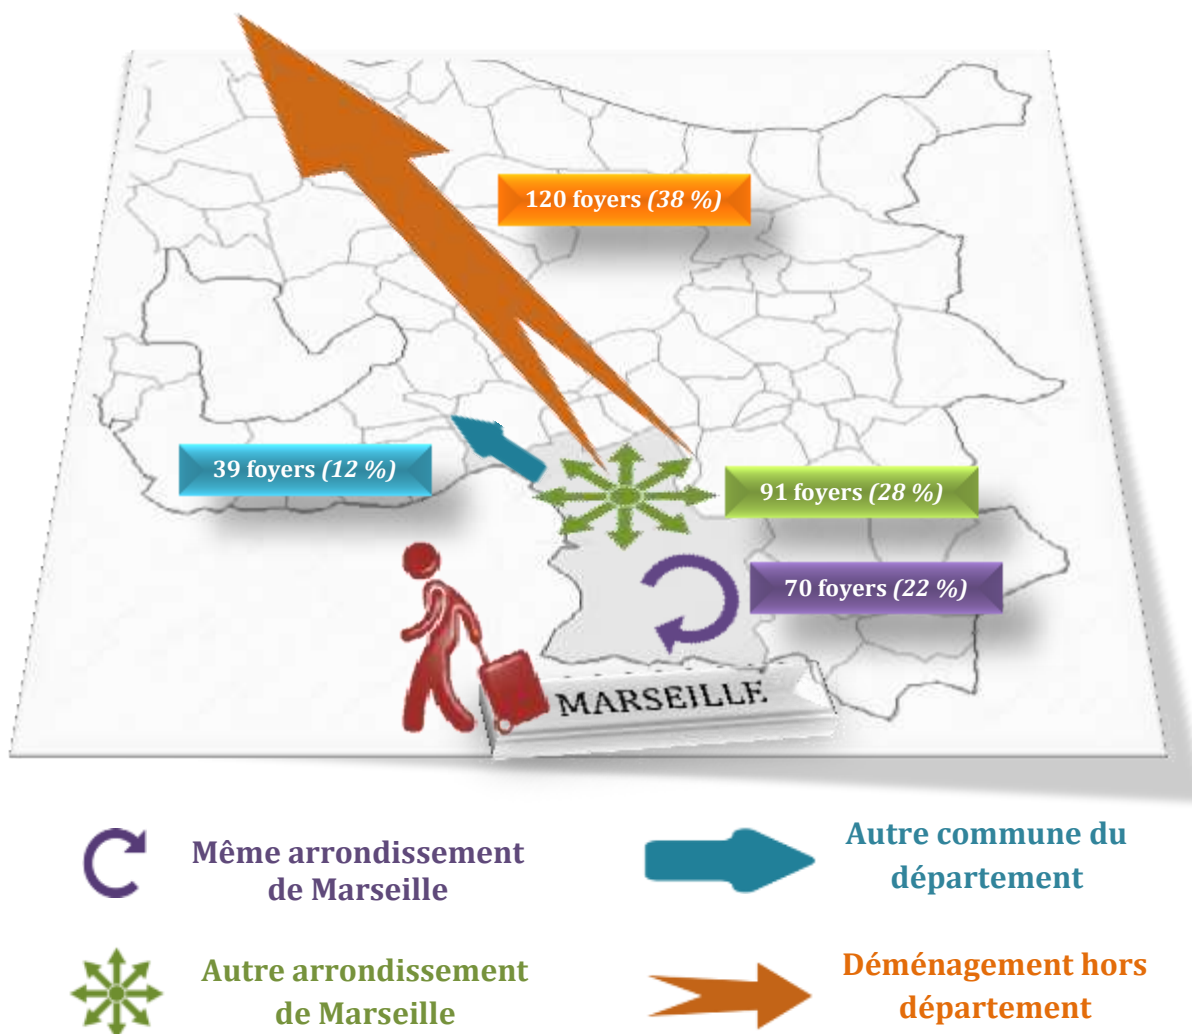 120 foyers (38 %)
39 foyers (12 %)
91 foyers (28 %)
70 foyers (22 %)
MARSEILLE
Même arrondissement
de Marseille
Autre commune du
département
Autre arrondissement
de Marseille
Déménagement hors
département